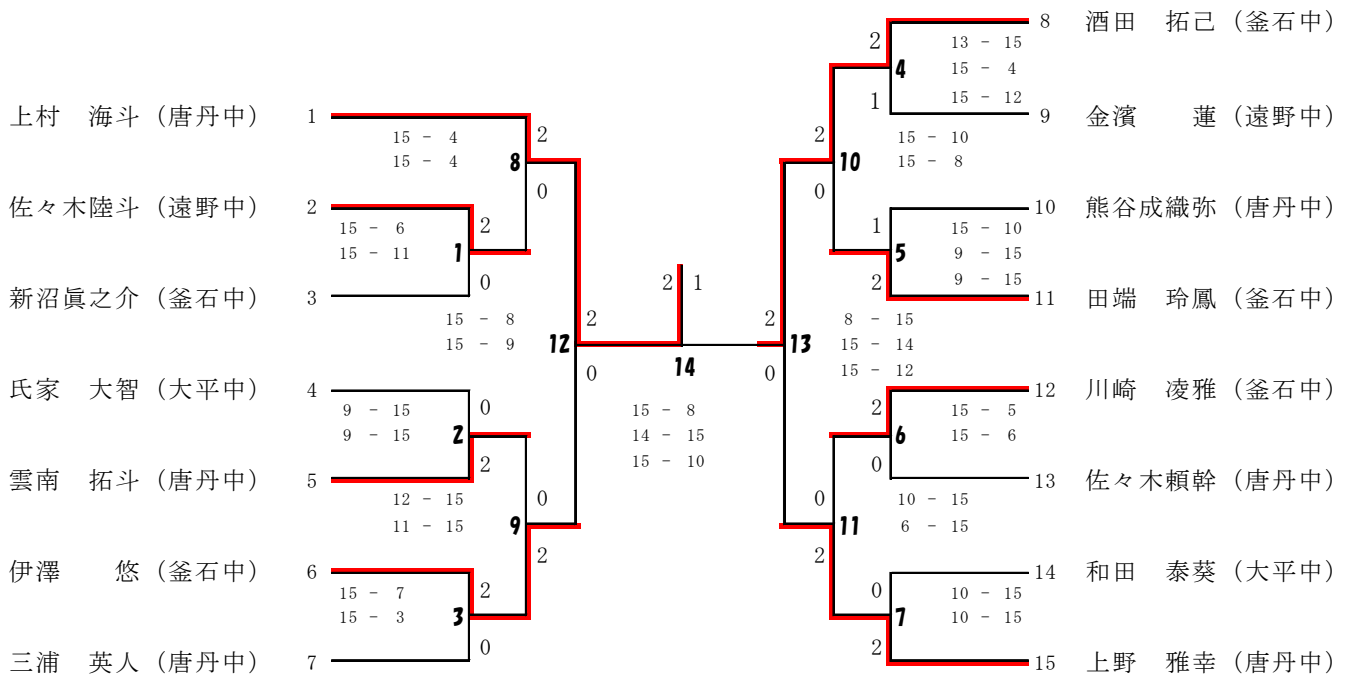 上村　海斗（唐丹中） 1
15 - 4
15 - 4
2
8
0
佐々木陸斗（遠野中） 2
15 - 6
15 - 11
2
1
0
新沼眞之介（釜石中） 3
15 - 8
15 - 9
2
12
0
氏家　大智（大平中） 4
9 - 15
9 - 15
0
2
2
雲南　拓斗（唐丹中） 5
12 - 15
11 - 15
0
9
2
伊澤　　悠（釜石中） 6
15 - 7
15 - 3
2
3
0
三浦　英人（唐丹中） 7
2 1
14
15 - 8
14 - 15
15 - 10
8 酒田　拓己（釜石中）
2
13 - 15
4
15 - 4
1
15 - 12
9 金濱　　蓮（遠野中）
2
15 - 10
10
15 - 8
0
10 熊谷成織弥（唐丹中）
1
15 - 10
5
9 - 15
2
9 - 15
11 田端　玲鳳（釜石中）
2
8 - 15
13
15 - 14
0
15 - 12
12 川崎　凌雅（釜石中）
2
15 - 5
6
15 - 6
0
13 佐々木頼幹（唐丹中）
0
10 - 15
11
6 - 15
2
14 和田　泰葵（大平中）
0
10 - 15
7
10 - 15
2
15 上野　雅幸（唐丹中）